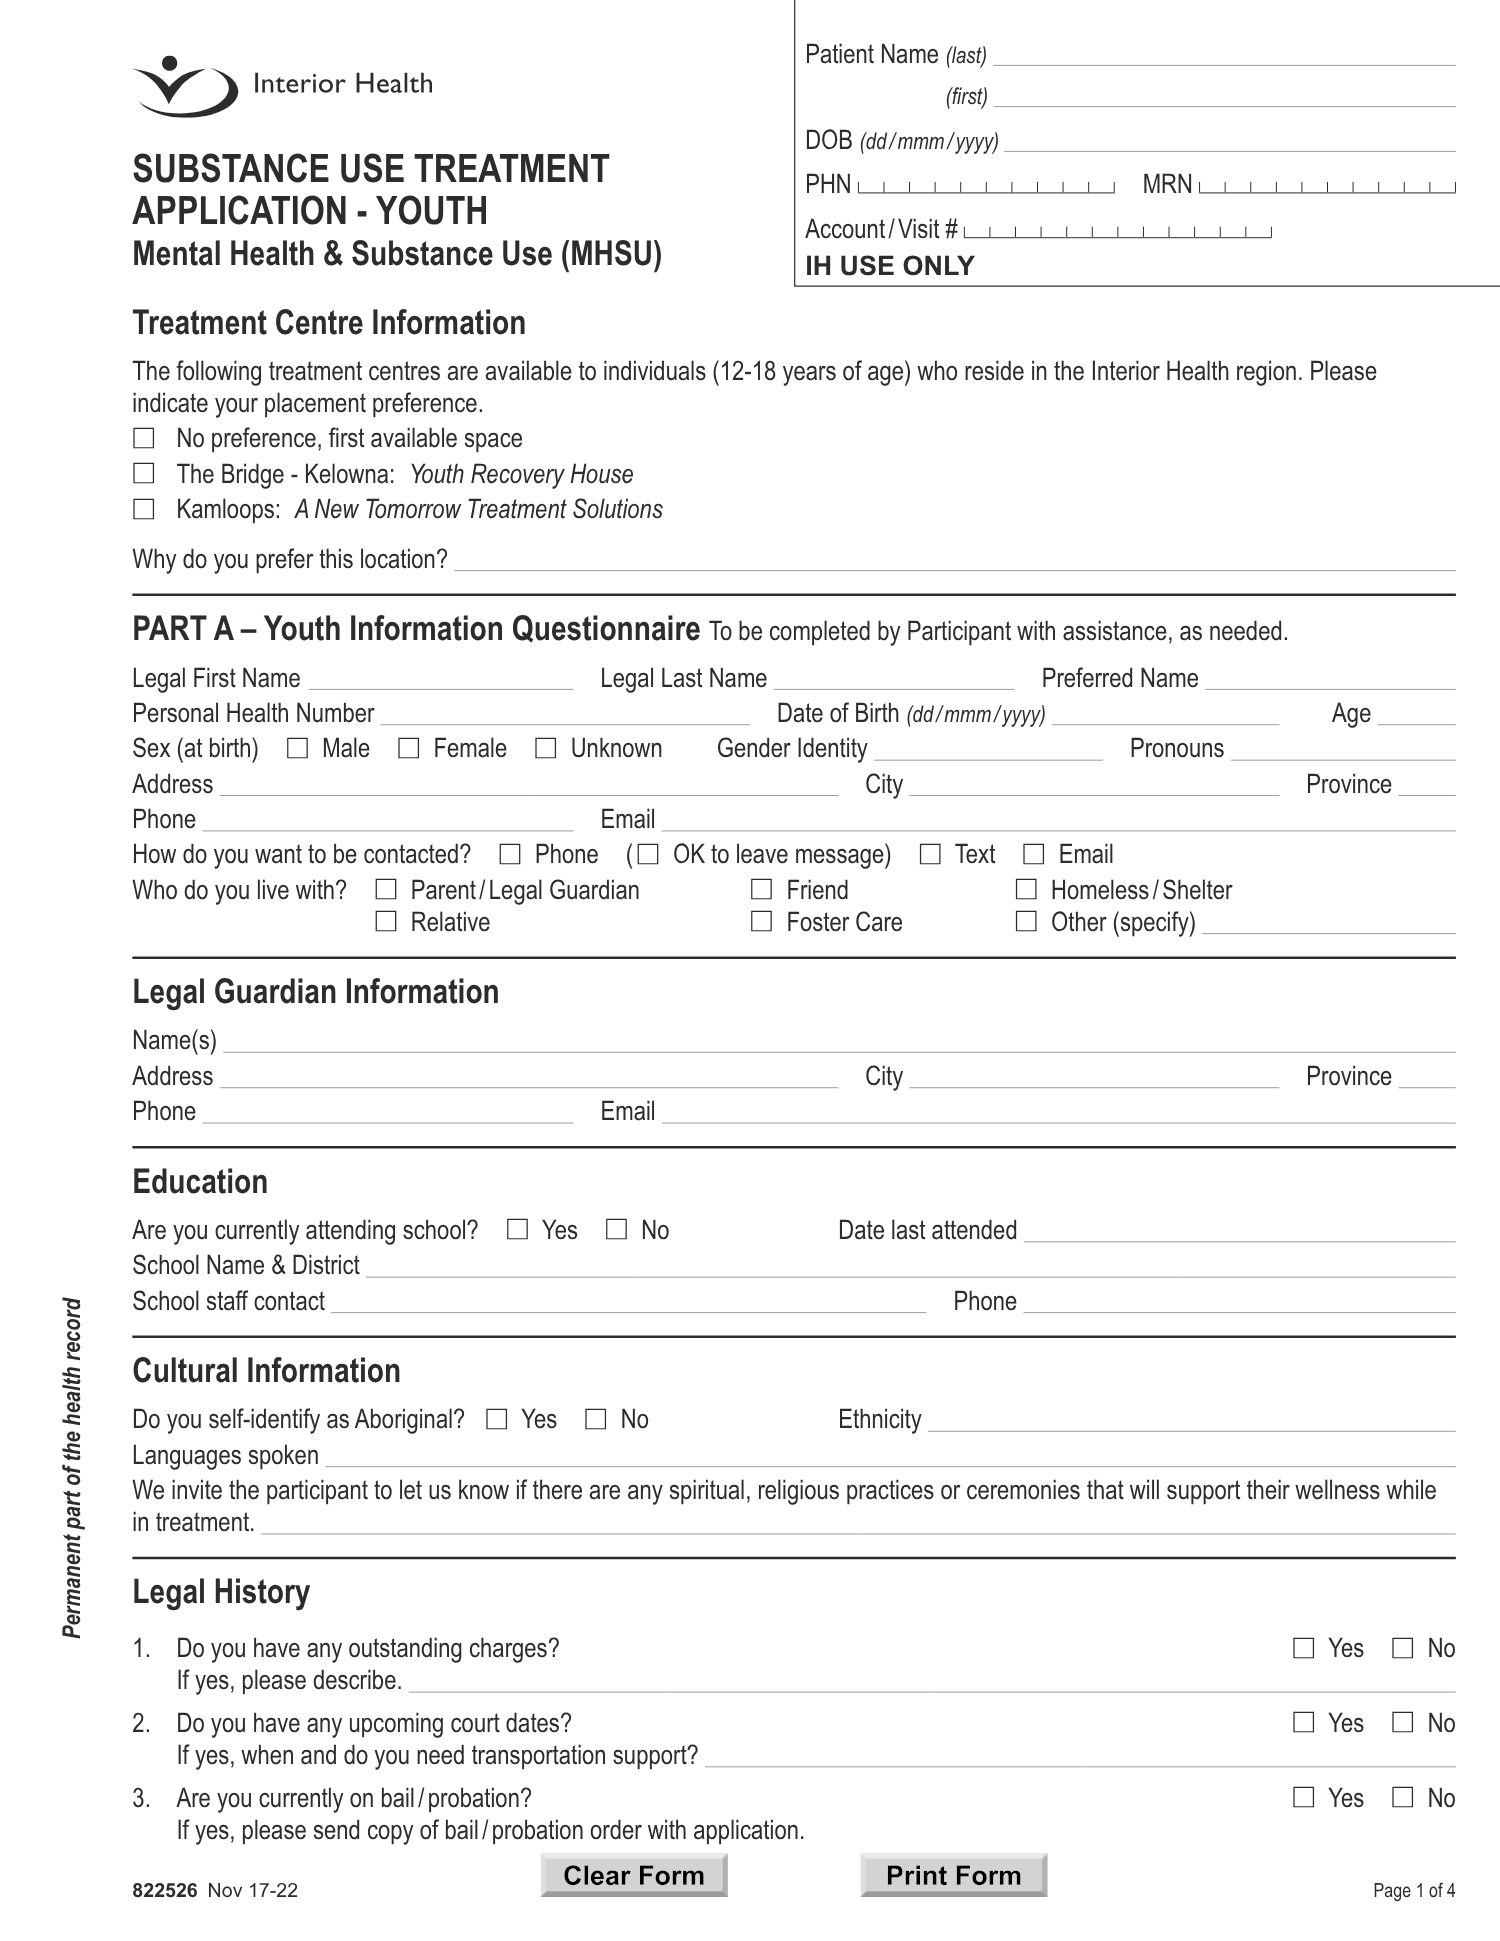 Interior Health
SUBSTANCE USE TREATMENT
APPLICATION - YOUTH
Mental Health & Substance Use (MHSU)
Patient Name (last)
(first)
DOB (dd/mmm/yyyy)
PHN MRN
Account/Visit #
IH USE ONLY
Treatment Centre Information
The following treatment centres are available to individuals (12-18 years of age) who reside in the Interior Health region. Please
indicate your placement preference.
☐ No preference, first available space
☐ The Bridge - Kelowna: Youth Recovery House
☐ Kamloops: A New Tomorrow Treatment Solutions
Why do you prefer this location?
PART A – Youth Information Questionnaire To be completed by Participant with assistance, as needed.
Legal First Name Legal Last Name Preferred Name
Personal Health Number Date of Birth (dd/mmm/yyyy) Age
Sex (at birth) ☐ Male ☐ Female ☐ Unknown Gender Identity Pronouns
Address City Province
Phone Email
How do you want to be contacted? ☐ Phone (☐ OK to leave message) ☐ Text ☐ Email
Who do you live with? ☐ Parent/Legal Guardian ☐ Friend ☐ Homeless/Shelter
☐ Relative ☐ Foster Care ☐ Other (specify)
Legal Guardian Information
Name(s)
Address City Province
Phone Email
Education
Are you currently attending school? ☐ Yes ☐ No Date last attended
School Name & District
School staff contact Phone
Cultural Information
Do you self-identify as Aboriginal? ☐ Yes ☐ No Ethnicity
Languages spoken
We invite the participant to let us know if there are any spiritual, religious practices or ceremonies that will support their wellness while
in treatment.
Legal History
1. Do you have any outstanding charges? ☐ Yes ☐ No
If yes, please describe.
2. Do you have any upcoming court dates? ☐ Yes ☐ No
If yes, when and do you need transportation support?
3. Are you currently on bail/probation? ☐ Yes ☐ No
If yes, please send copy of bail/probation order with application.
Permanent part of the health record
Clear Form Print Form
822526 Nov 17-22 Page 1 of 4